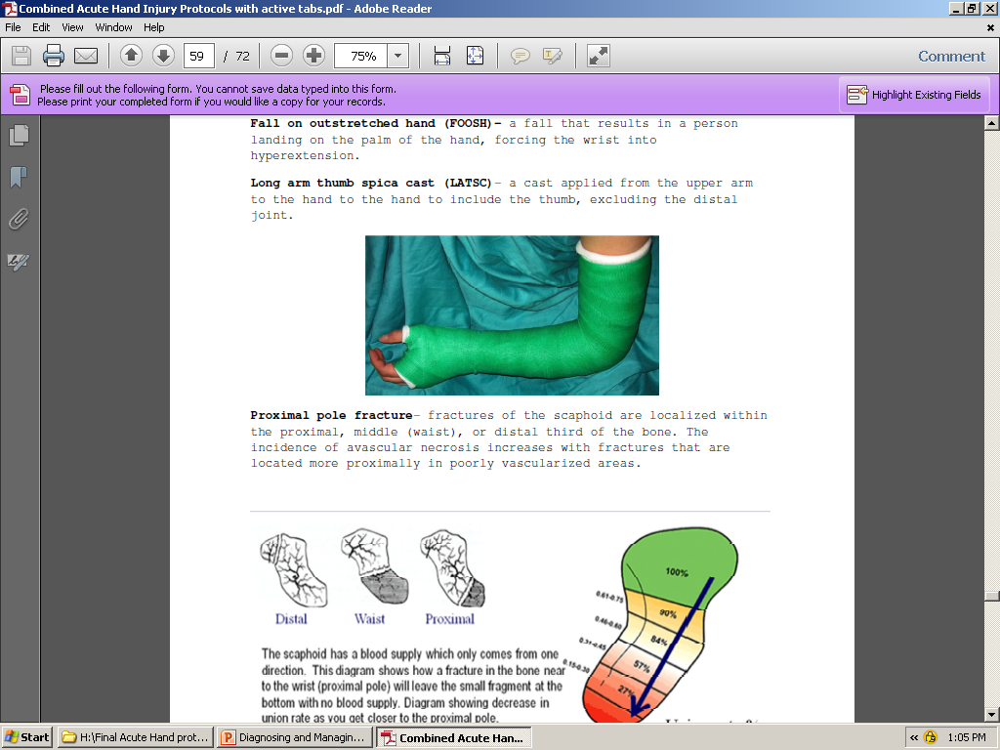 Combined Acute Hand Injury Protocols with active tabs.pdf - Adobe Reader
File Edit View Window Help
59 / 72 75% Comment
Please fill out the following form. You cannot save data typed into this form.
Please print your completed form if you would like a copy for your records.
Highlight Existing Fields
Fall on outstretched hand (FOOSH)– a fall that results in a person
landing on the palm of the hand, forcing the wrist into
hyperextension.
Long arm thumb spica cast (LATSC)– a cast applied from the upper arm
to the hand to the hand to include the thumb, excluding the distal
joint.
Proximal pole fracture– fractures of the scaphoid are localized within
the proximal, middle (waist), or distal third of the bone. The
incidence of avascular necrosis increases with fractures that are
located more proximally in poorly vascularized areas.
Distal Waist Proximal
The scaphoid has a blood supply which only comes from one
direction. This diagram shows how a fracture in the bone near
to the wrist (proximal pole) will leave the small fragment at the
bottom with no blood supply. Diagram showing decrease in
union rate as you get closer to the proximal pole.
100%
0.61-0.75 90%
0.46-0.60 84%
0.31-0.45 57%
0.15-0.30 27%
Start H:\Final Acute Hand prot... Diagnosing and Managin... Combined Acute Han... 1:05 PM